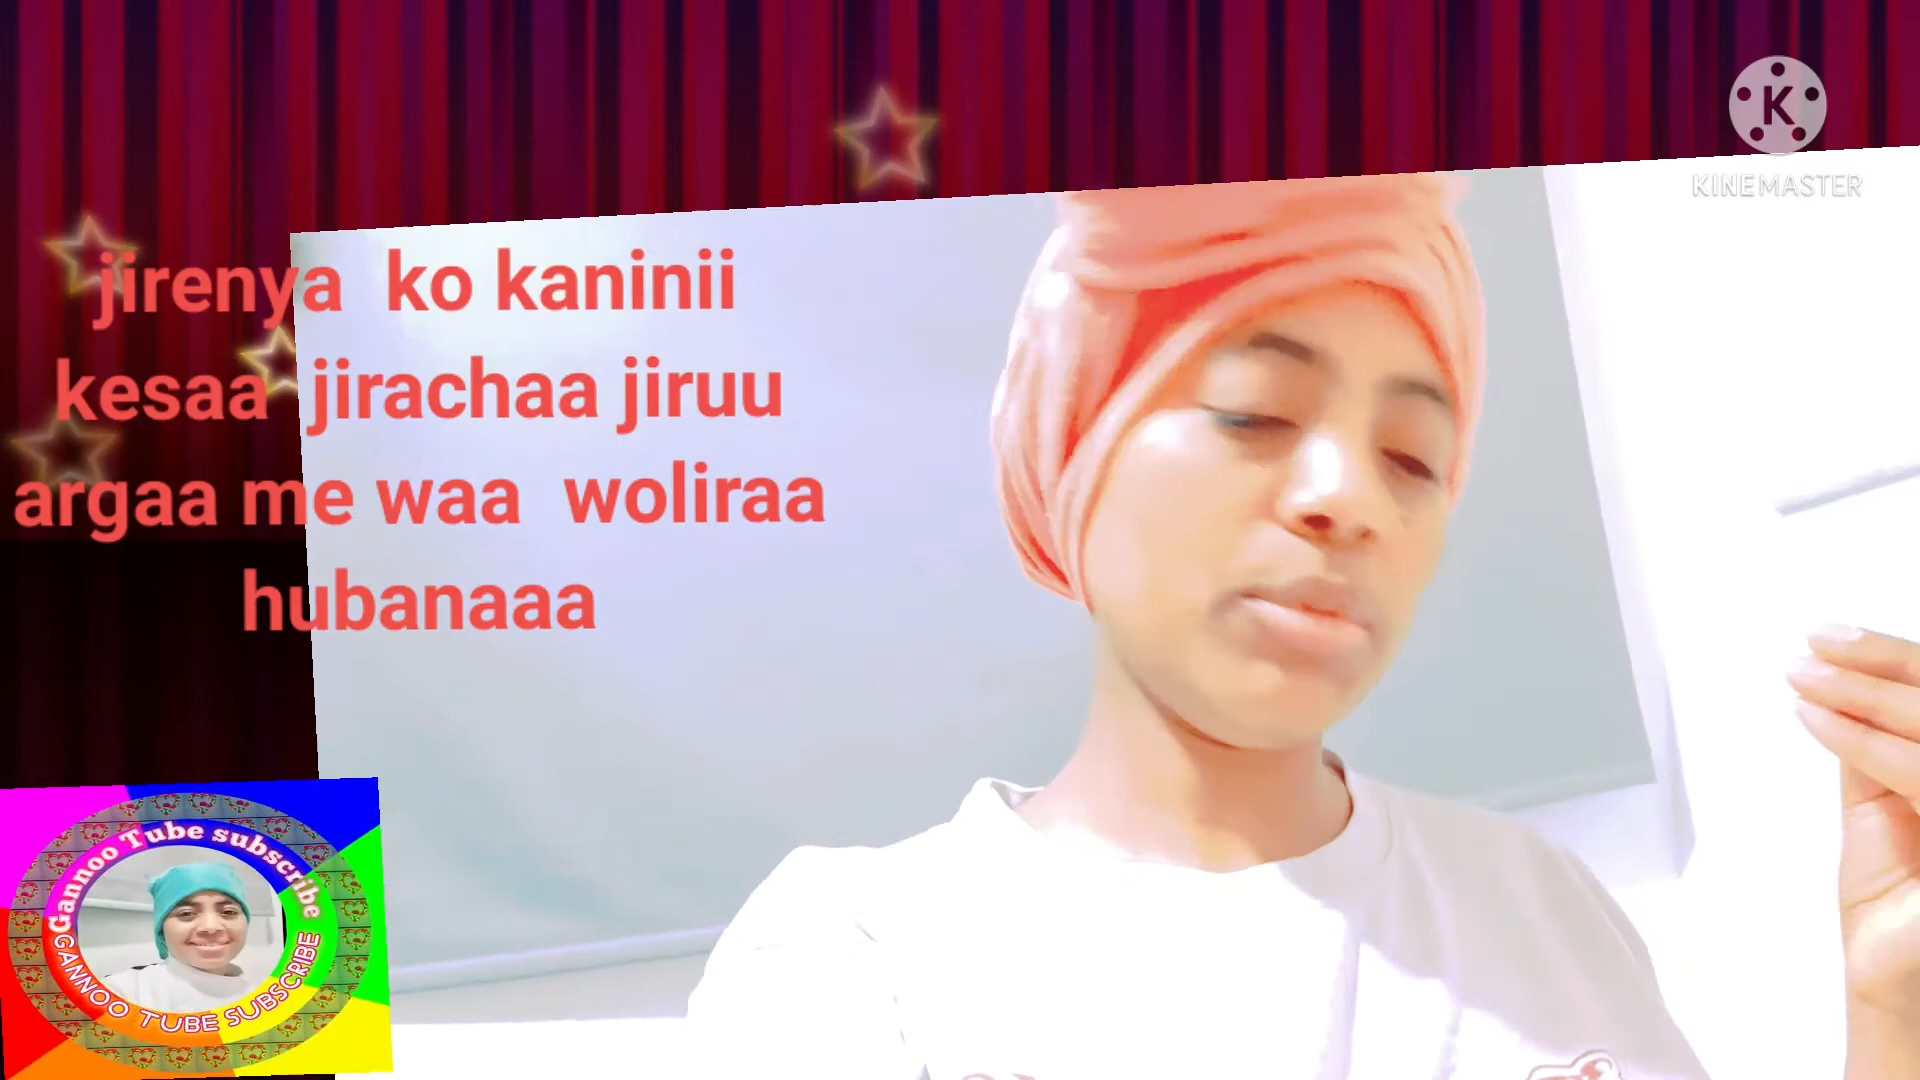 KINEMASTER
jirenya ko kaninii
kesaa jirachaa jiruu
argaa me waa woliraa
hubanaaa
Gannoo Tube subscribe
GANNOO TUBE SUBSCRIBE